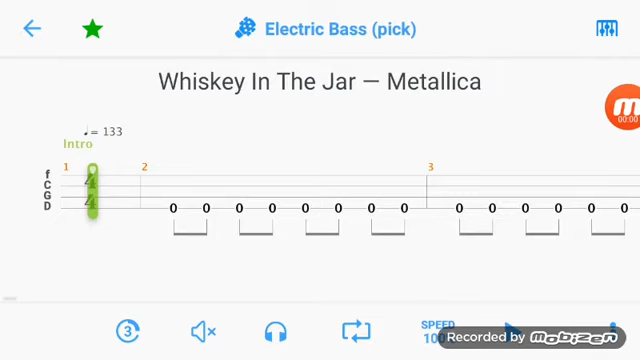 Electric Bass (pick)
Whiskey In The Jar — Metallica
00:00
♩= 133
Intro
1 2 3
4
4
f
C
G
D 0 0 0 0 0 0 0 0 0 0 0 0 0 0
3
SPEED
100%
Recorded by Mobizen